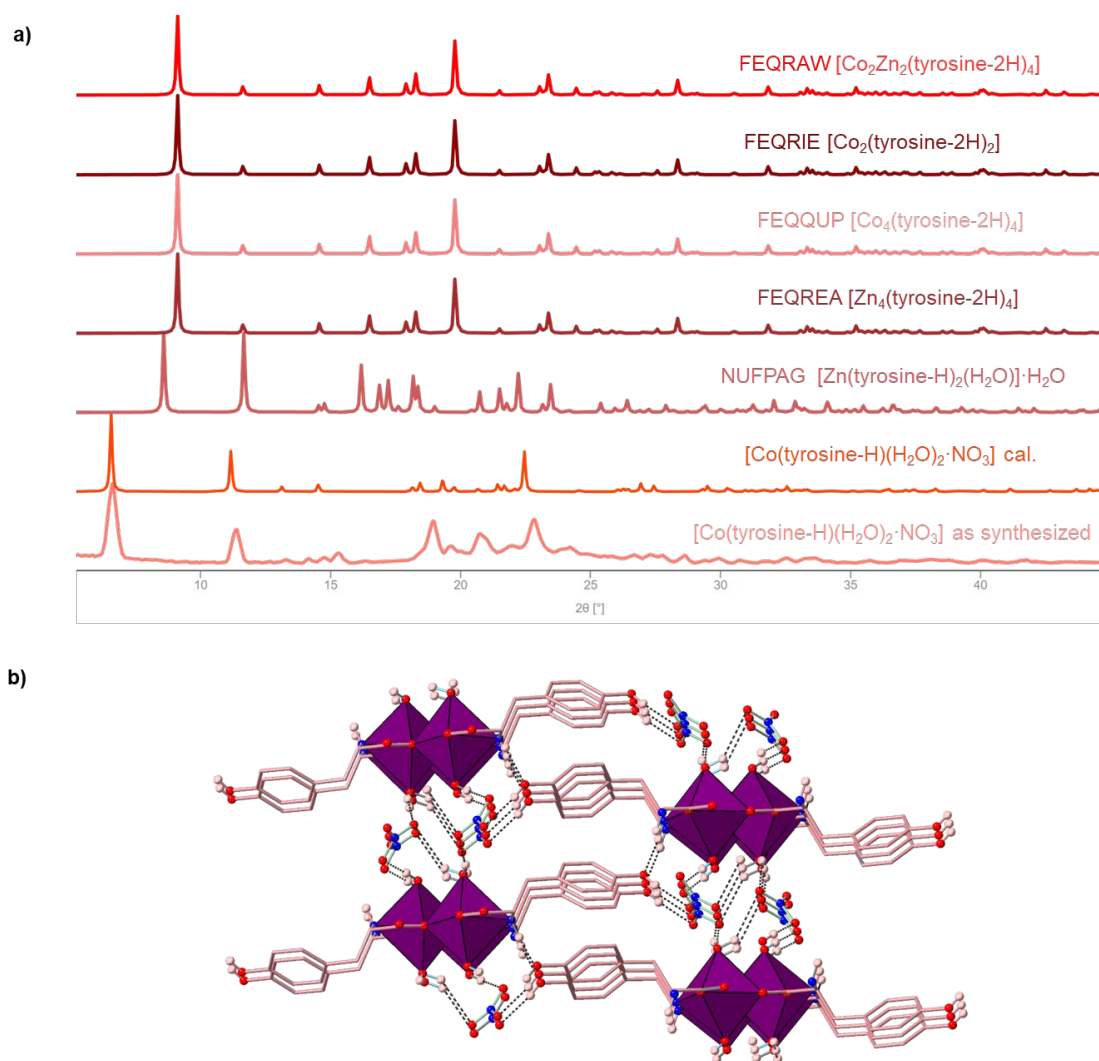 a)
FEQRAW [Co₂Zn₂(tyrosine-2H)₄]
FEQRIE [Co₂(tyrosine-2H)₂]
FEQQUP [Co₄(tyrosine-2H)₄]
FEQREA [Zn₄(tyrosine-2H)₄]
NUFPAG [Zn(tyrosine-H)₂(H₂O)]·H₂O
[Co(tyrosine-H)(H₂O)₂·NO₃] cal.
[Co(tyrosine-H)(H₂O)₂·NO₃] as synthesized
10 15 20 25 30 35 40
2θ [°]
b)